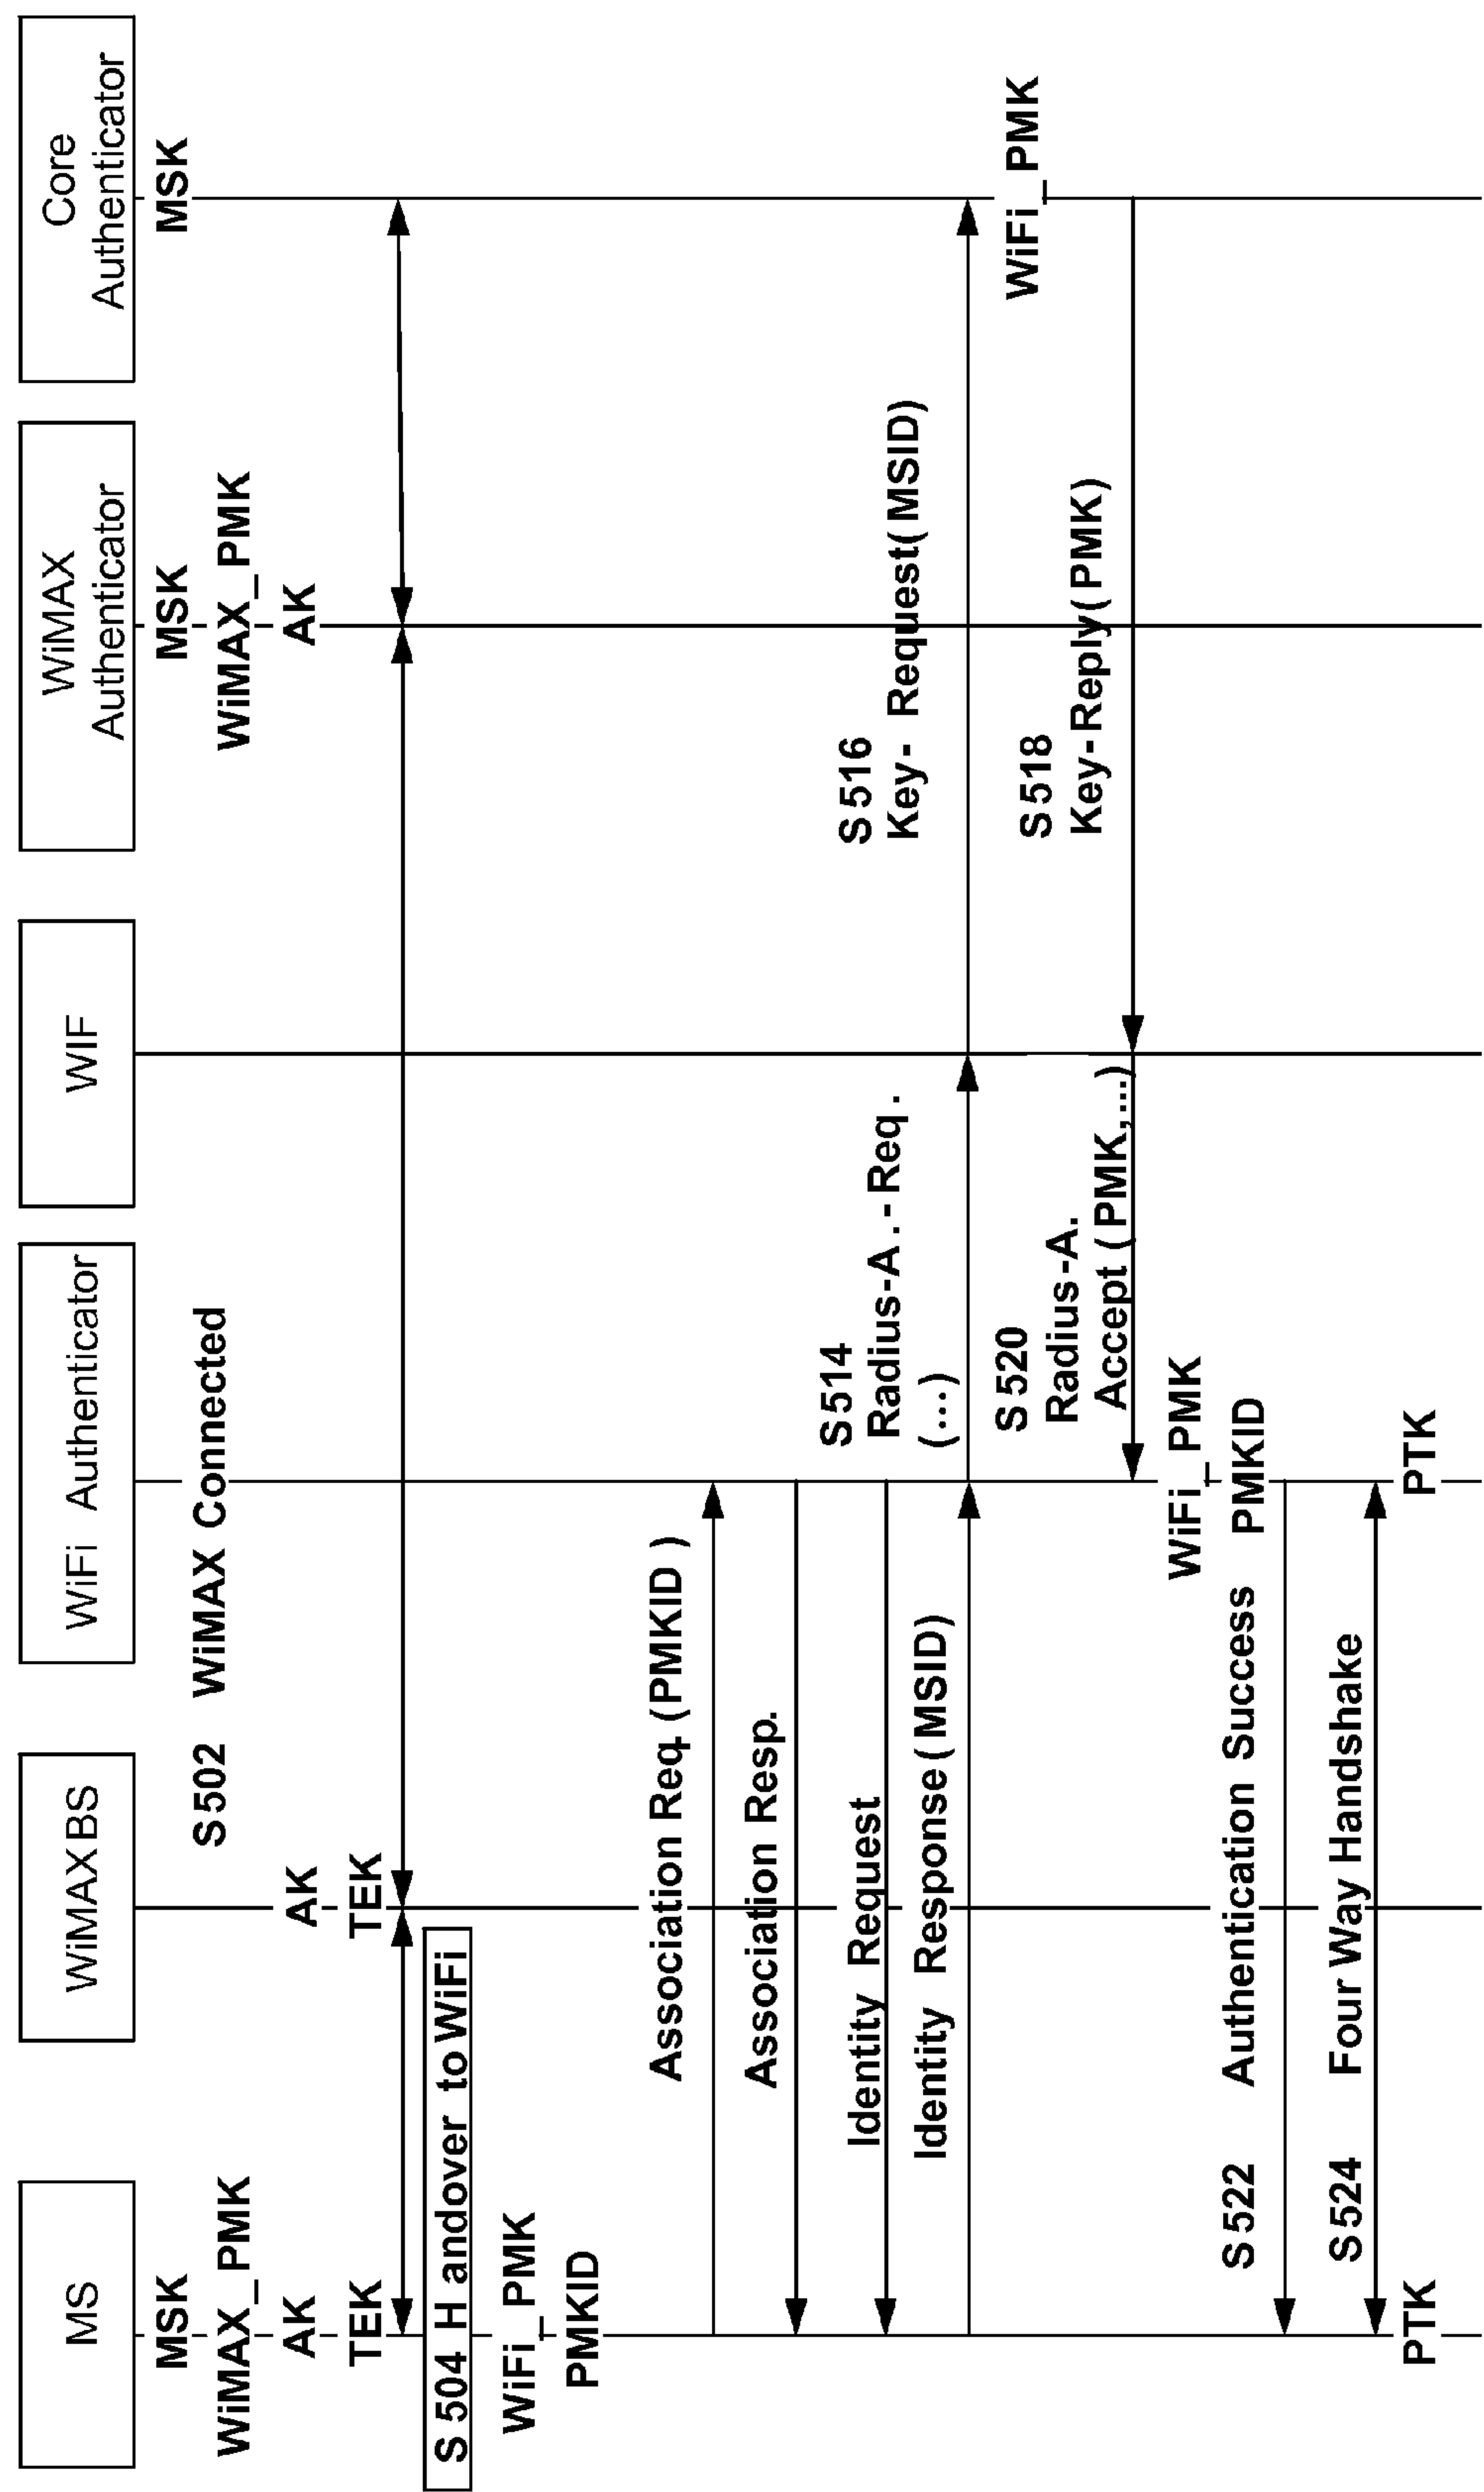 MS
WiMAX BS
WiFi Authenticator
WIF
WiMAX
Authenticator
Core
Authenticator
MSK
MSK
MSK
S502 WiMAX Connected
WiMAX_PMK
WiMAX_PMK
AK
AK
AK
TEK
TEK
S 504 H andover to WiFi
WiFi_PMK
PMKID
Association Req. (PMKID )
Association Resp.
S514
Radius-A.-Req.
(...)
S516
Key- Request( MSID)
Identity Request
Identity Response ( MSID)
S520
Radius-A.
Accept ( PMK,...)
WiFi_PMK
S518
Key-Reply( PMK)
WiFi_PMK
PMKID
S522 Authentication Success
S524 Four Way Handshake
PTK
PTK